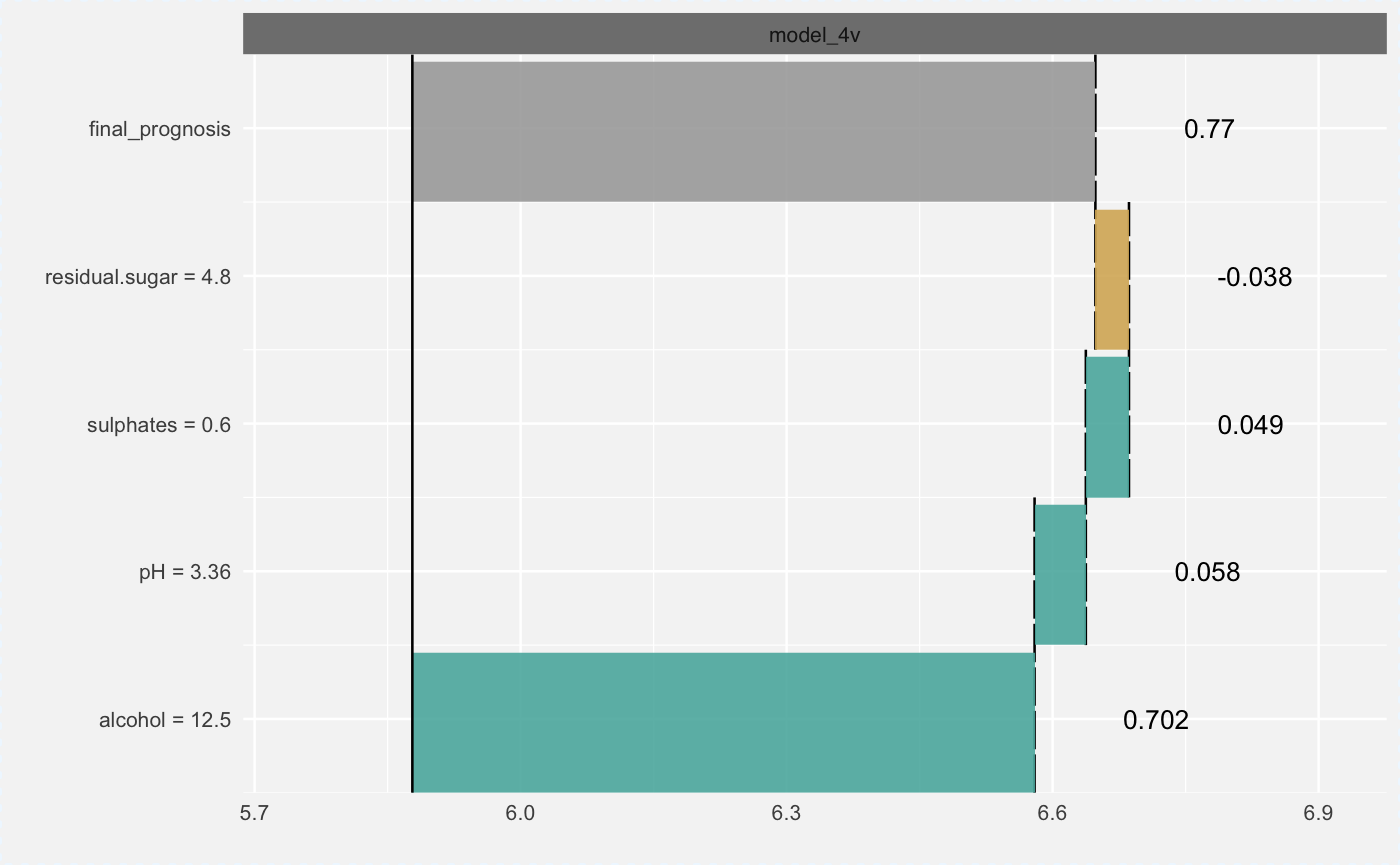 model_4v
final_prognosis 0.77
residual.sugar = 4.8 -0.038
sulphates = 0.6 0.049
pH = 3.36 0.058
alcohol = 12.5 0.702
5.7 6.0 6.3 6.6 6.9